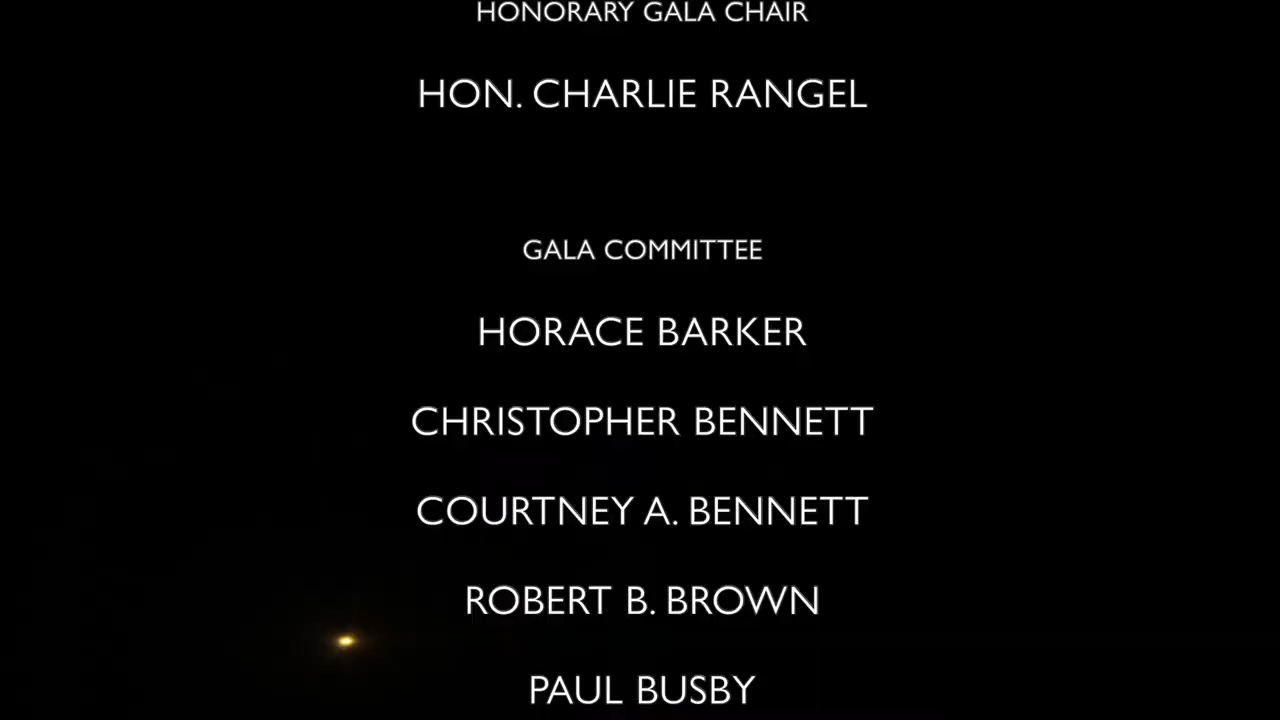 HONORARY GALA CHAIR
HON. CHARLIE RANGEL
GALA COMMITTEE
HORACE BARKER
CHRISTOPHER BENNETT
COURTNEY A. BENNETT
ROBERT B. BROWN
PAUL BUSBY